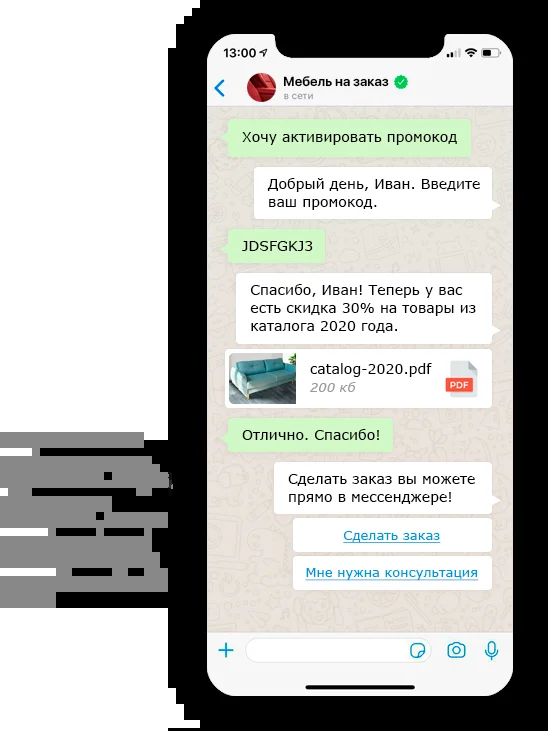 13:00
Мебель на заказ
в сети
Хочу активировать промокод
Добрый день, Иван. Введите
ваш промокод.
JDSFGKJ3
Спасибо, Иван! Теперь у вас
есть скидка 30% на товары из
каталога 2020 года.
catalog-2020.pdf
200 кб
PDF
Отлично. Спасибо!
Сделать заказ вы можете
прямо в мессенджере!
Сделать заказ
Мне нужна консультация